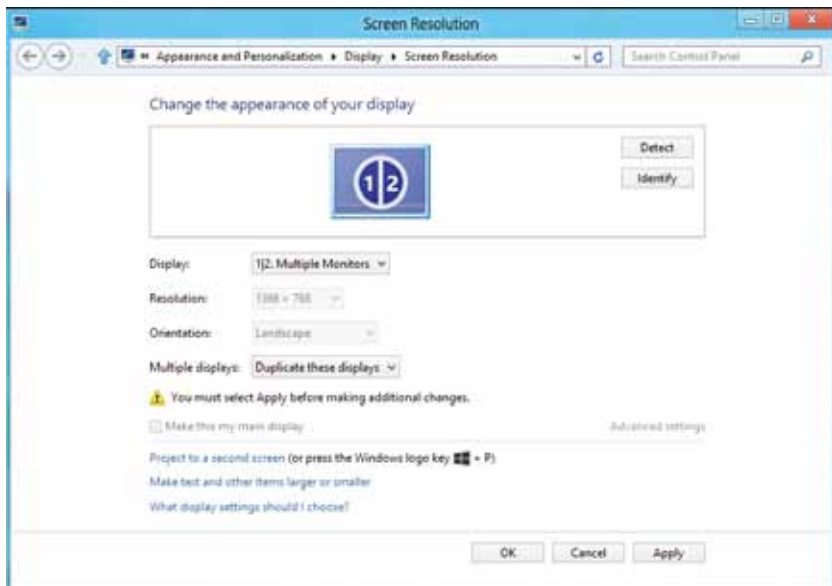 Screen Resolution
Appearance and Personalization ▸ Display ▸ Screen Resolution Search Control Panel
Change the appearance of your display
1 2
Detect
Identify
Display: 1|2. Multiple Monitors
Resolution: 1366 × 768
Orientation: Landscape
Multiple displays: Duplicate these displays
You must select Apply before making additional changes.
Make this my main display Advanced settings
Project to a second screen (or press the Windows logo key + P)
Make text and other items larger or smaller
What display settings should I choose?
OK Cancel Apply